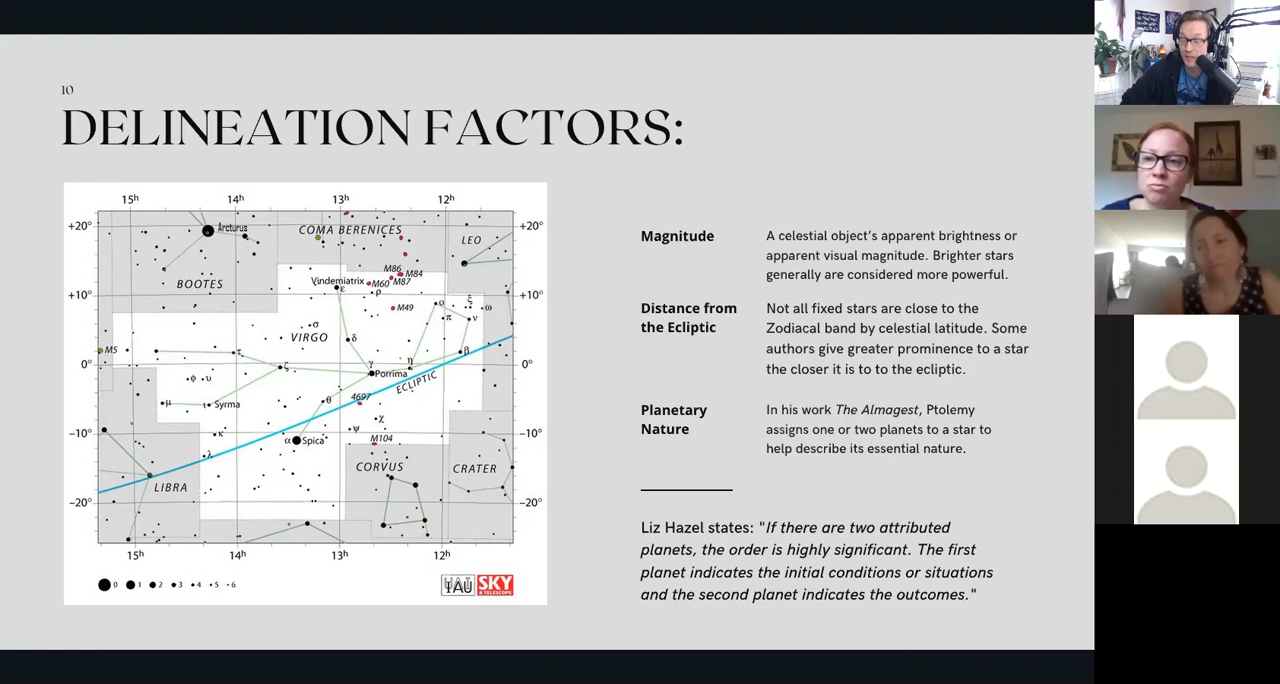 10
DELINEATION FACTORS:
15h 14h 13h 12h
+20° +20°
Arcturus
COMA BERENICES
LEO
BOOTES
M86
M84
Vindemiatrix
ε
M60
M87
ρ
+10° +10°
M49
ο
ξ
ω
π
ν
σ
VIRGO
δ
M5
τ
γ
η
β
0° 0°
ζ
Porrima
ECLIPTIC
φ υ
4697
θ
μ
ι
Syrma
χ
ψ
κ
-10° -10°
α Spica
M104
λ
CORVUS
CRATER
LIBRA
-20° -20°
15h 14h 13h 12h
0 1 2 3 4 5 6
IAU
SKY
& TELESCOPE
Magnitude
A celestial object's apparent brightness or
apparent visual magnitude. Brighter stars
generally are considered more powerful.
Distance from
the Ecliptic
Not all fixed stars are close to the
Zodiacal band by celestial latitude. Some
authors give greater prominence to a star
the closer it is to to the ecliptic.
Planetary
Nature
In his work The Almagest, Ptolemy
assigns one or two planets to a star to
help describe its essential nature.
Liz Hazel states: "If there are two attributed
planets, the order is highly significant. The first
planet indicates the initial conditions or situations
and the second planet indicates the outcomes."